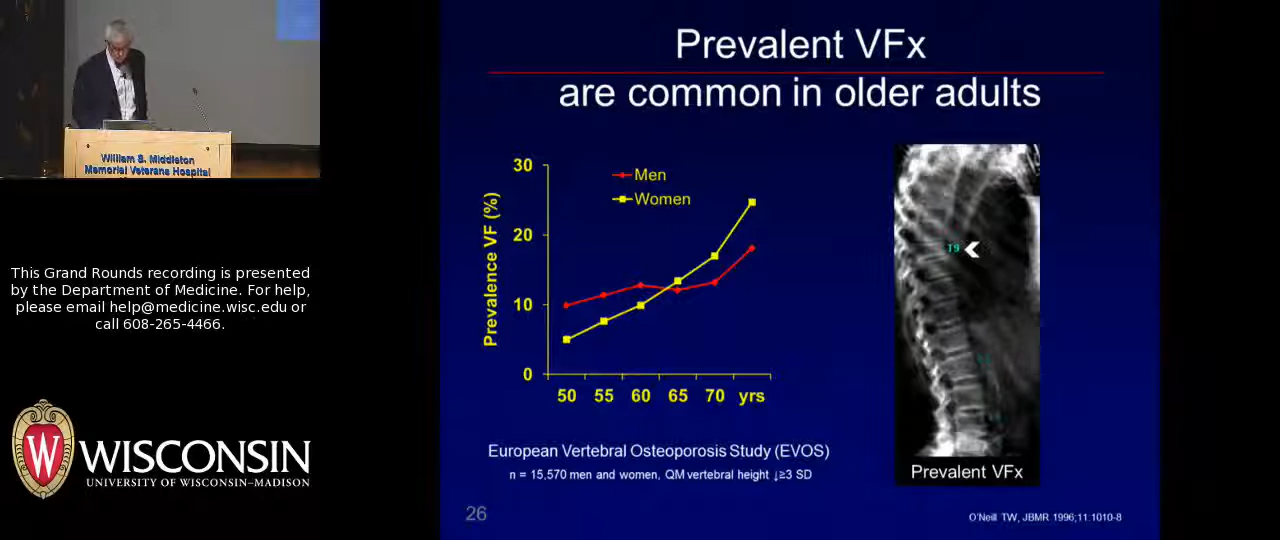 William S. Middleton
Memorial Veterans Hospital
This Grand Rounds recording is presented
by the Department of Medicine. For help,
please email help@medicine.wisc.edu or
call 608-265-4466.
W
WISCONSIN
UNIVERSITY OF WISCONSIN–MADISON
Prevalent VFx
are common in older adults
Prevalence VF (%)
30
20
10
0
Men
Women
50 55 60 65 70 yrs
T9
Prevalent VFx
European Vertebral Osteoporosis Study (EVOS)
n = 15,570 men and women, QM vertebral height ↓≥3 SD
26
O'Neill TW, JBMR 1996;11:1010-8